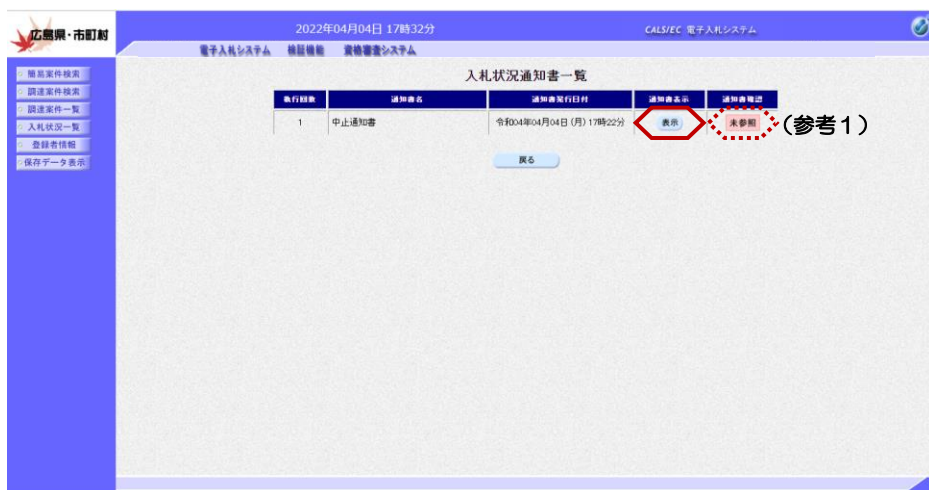 広島県・市町村
2022年04月04日 17時32分
CALS/EC 電子入札システム
電子入札システム 検証機能 資格審査システム
簡易案件検索
調達案件検索
調達案件一覧
入札状況一覧
登録者情報
保存データ表示
入札状況通知書一覧
執行回数 通知書名 通知書発行日付 通知書表示 通知書確認
1 中止通知書 令和04年04月04日 (月) 17時22分 表示 未参照 (参考1)
戻る